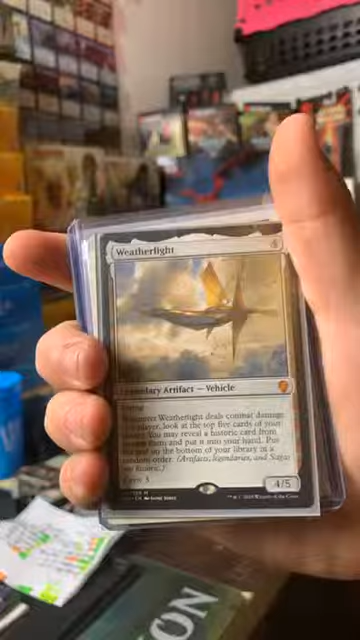 Weatherlight 4
Legendary Artifact — Vehicle
Flying
Whenever Weatherlight deals combat damage
to a player, look at the top five cards of your
library. You may reveal a historic card from
among them and put it into your hand. Put
the rest on the bottom of your library in a
random order. (Artifacts, legendaries, and Sagas
are historic.)
Crew 3
4/5
ON